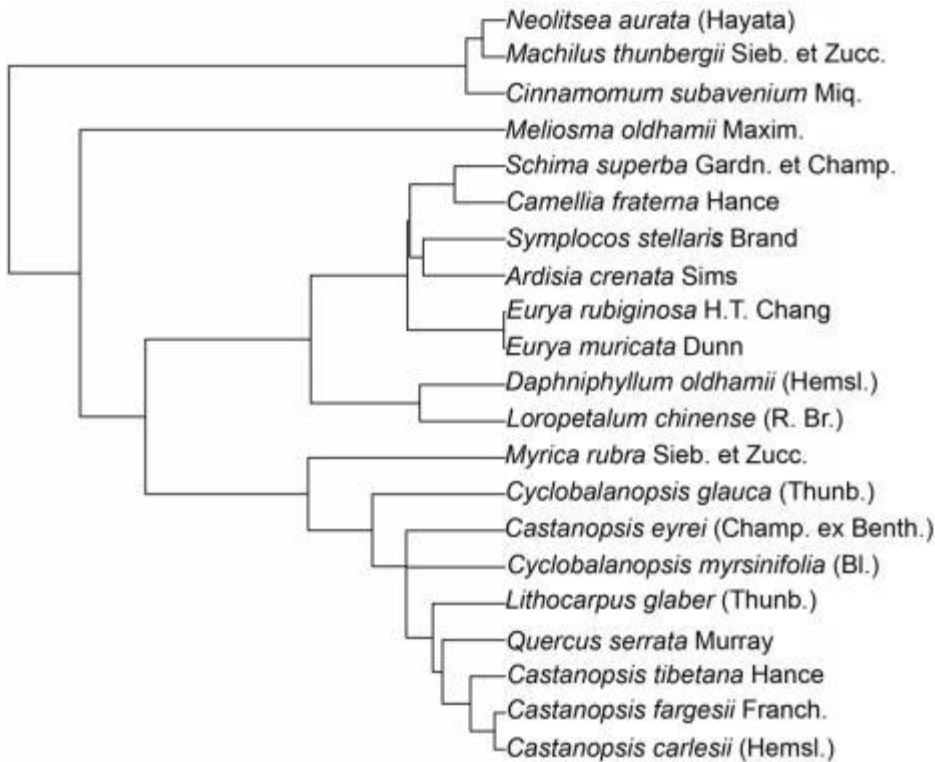 Neolitsea aurata (Hayata)
Machilus thunbergii Sieb. et Zucc.
Cinnamomum subavenium Miq.
Meliosma oldhamii Maxim.
Schima superba Gardn. et Champ.
Camellia fraterna Hance
Symplocos stellaris Brand
Ardisia crenata Sims
Eurya rubiginosa H.T. Chang
Eurya muricata Dunn
Daphniphyllum oldhamii (Hemsl.)
Loropetalum chinense (R. Br.)
Myrica rubra Sieb. et Zucc.
Cyclobalanopsis glauca (Thunb.)
Castanopsis eyrei (Champ. ex Benth.)
Cyclobalanopsis myrsinifolia (Bl.)
Lithocarpus glaber (Thunb.)
Quercus serrata Murray
Castanopsis tibetana Hance
Castanopsis fargesii Franch.
Castanopsis carlesii (Hemsl.)